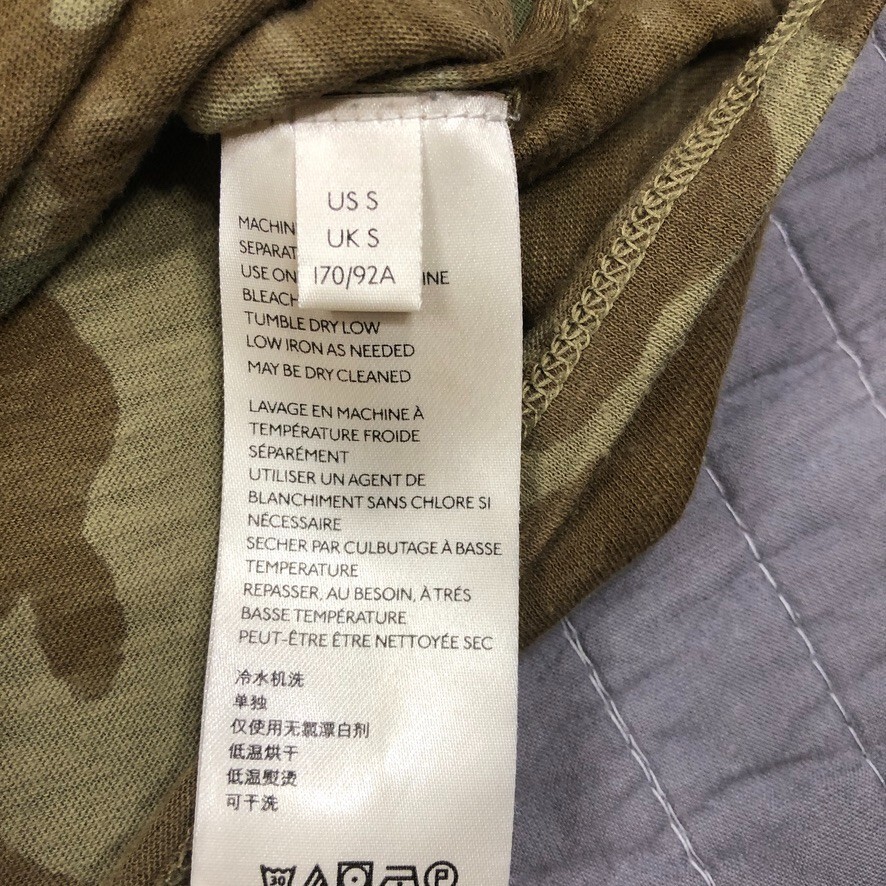 US S
UK S
170/92A
MACHIN
SEPARAT
USE ON INE
BLEACH
TUMBLE DRY LOW
LOW IRON AS NEEDED
MAY BE DRY CLEANED
LAVAGE EN MACHINE À
TEMPÉRATURE FROIDE
SÉPARÉMENT
UTILISER UN AGENT DE
BLANCHIMENT SANS CHLORE SI
NÉCESSAIRE
SECHER PAR CULBUTAGE À BASSE
TEMPERATURE
REPASSER, AU BESOIN, À TRÉS
BASSE TEMPÉRATURE
PEUT-ÊTRE ÊTRE NETTOYÉE SEC
冷水机洗
单独
仅使用无氯漂白剂
低温烘干
低温熨烫
可干洗
30 P